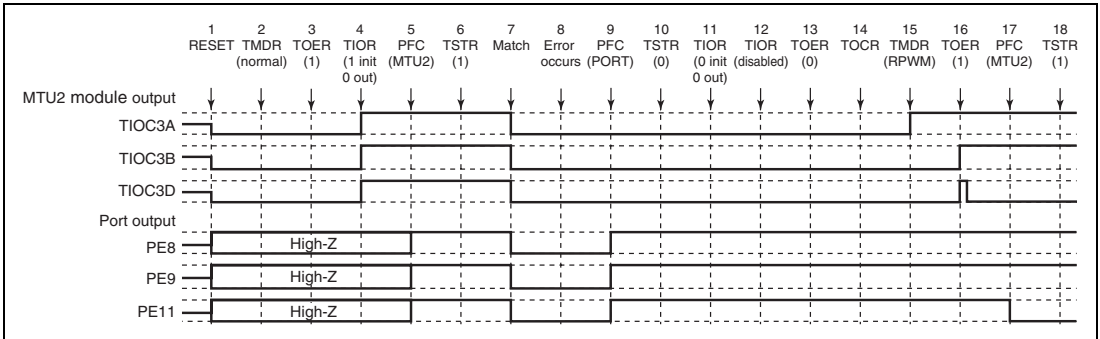 1 2 3 4 5 6 7 8 9 10 11 12 13 14 15 16 17 18
RESET TMDR TOER TIOR PFC TSTR Match Error PFC TSTR TIOR TIOR TOER TOCR TMDR TOER PFC TSTR
(normal) (1) (1 init (MTU2) (1) occurs (PORT) (0) (0 init (disabled) (0) (RPWM) (1) (MTU2) (1)
0 out) 0 out)
MTU2 module output
TIOC3A
TIOC3B
TIOC3D
Port output
PE8 High-Z
PE9 High-Z
PE11 High-Z